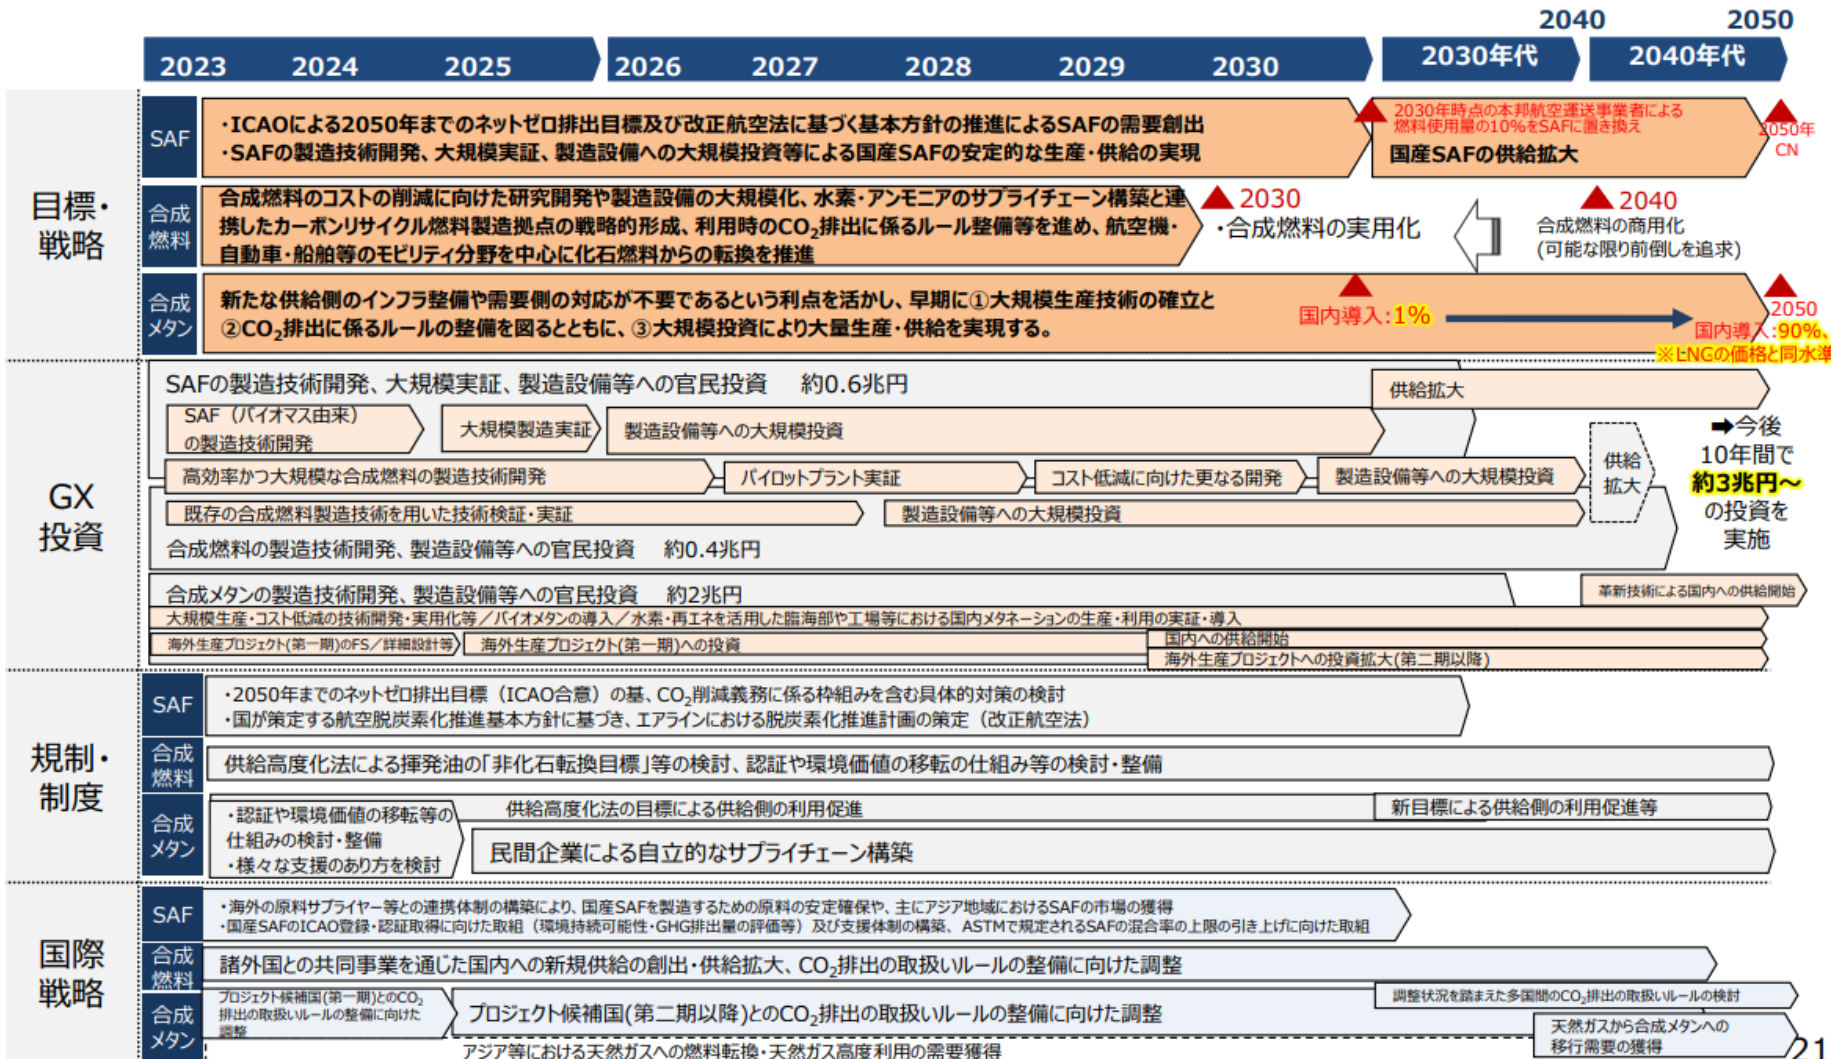 2040
2050
2023
2024
2025
2026
2027
2028
2029
2030
2030年代
2040年代
目標・
戦略
SAF
・ICAOによる2050年までのネットゼロ排出目標及び改正航空法に基づく基本方針の推進によるSAFの需要創出
・SAFの製造技術開発、大規模実証、製造設備への大規模投資等による国産SAFの安定的な生産・供給の実現
2030年時点の本邦航空運送事業者による
燃料使用量の10%をSAFに置き換え
国産SAFの供給拡大
2050年
CN
合成
燃料
合成燃料のコストの削減に向けた研究開発や製造設備の大規模化、水素・アンモニアのサプライチェーン構築と連
携したカーボンリサイクル燃料製造拠点の戦略的形成、利用時のCO₂排出に係るルール整備等を進め、航空機・
自動車・船舶等のモビリティ分野を中心に化石燃料からの転換を推進
2030
・合成燃料の実用化
2040
合成燃料の商用化
(可能な限り前倒しを追求)
合成
メタン
新たな供給側のインフラ整備や需要側の対応が不要であるという利点を活かし、早期に①大規模生産技術の確立と
②CO₂排出に係るルールの整備を図るとともに、③大規模投資により大量生産・供給を実現する。
国内導入:1%
2050
国内導入:90%、
※LNGの価格と同水準
GX
投資
SAFの製造技術開発、大規模実証、製造設備等への官民投資　約0.6兆円
供給拡大
SAF（バイオマス由来）
の製造技術開発
大規模製造実証
製造設備等への大規模投資
高効率かつ大規模な合成燃料の製造技術開発
パイロットプラント実証
コスト低減に向けた更なる開発
製造設備等への大規模投資
供給
拡大
既存の合成燃料製造技術を用いた技術検証・実証
製造設備等への大規模投資
合成燃料の製造技術開発、製造設備等への官民投資　約0.4兆円
➡今後
10年間で
約3兆円～
の投資を
実施
合成メタンの製造技術開発、製造設備等への官民投資　約2兆円
革新技術による国内への供給開始
大規模生産・コスト低減の技術開発・実用化等／バイオメタンの導入／水素・再エネを活用した臨海部や工場等における国内メタネーションの生産・利用の実証・導入
海外生産プロジェクト(第一期)のFS／詳細設計等
海外生産プロジェクト(第一期)への投資
国内への供給開始
海外生産プロジェクトへの投資拡大(第二期以降)
規制・
制度
SAF
・2050年までのネットゼロ排出目標（ICAO合意）の基、CO₂削減義務に係る枠組みを含む具体的対策の検討
・国が策定する航空脱炭素化推進基本方針に基づき、エアラインにおける脱炭素化推進計画の策定（改正航空法）
合成
燃料
供給高度化法による揮発油の「非化石転換目標」等の検討、認証や環境価値の移転の仕組み等の検討・整備
合成
メタン
・認証や環境価値の移転等の
仕組みの検討・整備
・様々な支援のあり方を検討
供給高度化法の目標による供給側の利用促進
新目標による供給側の利用促進等
民間企業による自立的なサプライチェーン構築
国際
戦略
SAF
・海外の原料サプライヤー等との連携体制の構築により、国産SAFを製造するための原料の安定確保や、主にアジア地域におけるSAFの市場の獲得
・国産SAFのICAO登録・認証取得に向けた取組（環境持続可能性・GHG排出量の評価等）及び支援体制の構築、ASTMで規定されるSAFの混合率の上限の引き上げに向けた取組
合成
燃料
諸外国との共同事業を通じた国内への新規供給の創出・供給拡大、CO₂排出の取扱いルールの整備に向けた調整
合成
メタン
プロジェクト候補国(第一期)とのCO₂
排出の取扱いルールの整備に向けた
調整
プロジェクト候補国(第二期以降)とのCO₂排出の取扱いルールの整備に向けた調整
調整状況を踏まえた多国間のCO₂排出の取扱いルールの検討
天然ガスから合成メタンへの
移行需要の獲得
アジア等における天然ガスへの燃料転換・天然ガス高度利用の需要獲得
21